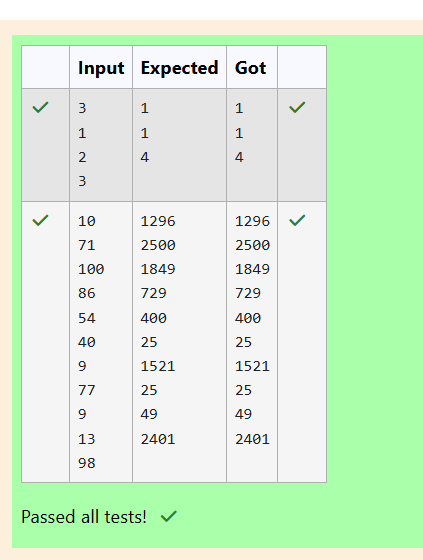 Input Expected Got
3 1 1
1 1 1
2 4 4
3
10 1296 1296
71 2500 2500
100 1849 1849
86 729 729
54 400 400
40 25 25
9 1521 1521
77 25 25
9 49 49
13 2401 2401
98
Passed all tests!